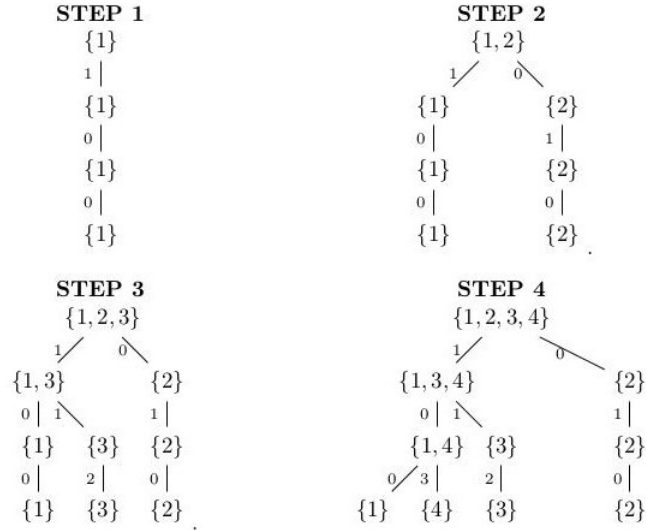 STEP 1
{1}
1
{1}
0
{1}
0
{1}
STEP 2
{1, 2}
1 0
{1} {2}
0 1
{1} {2}
0 0
{1} {2}
.
STEP 3
{1, 2, 3}
1 0
{1, 3} {2}
0 1 1
{1} {3} {2}
0 2 0
{1} {3} {2}
.
STEP 4
{1, 2, 3, 4}
1 0
{1, 3, 4} {2}
0 1 1
{1, 4} {3} {2}
0 3 2 0
{1} {4} {3} {2}